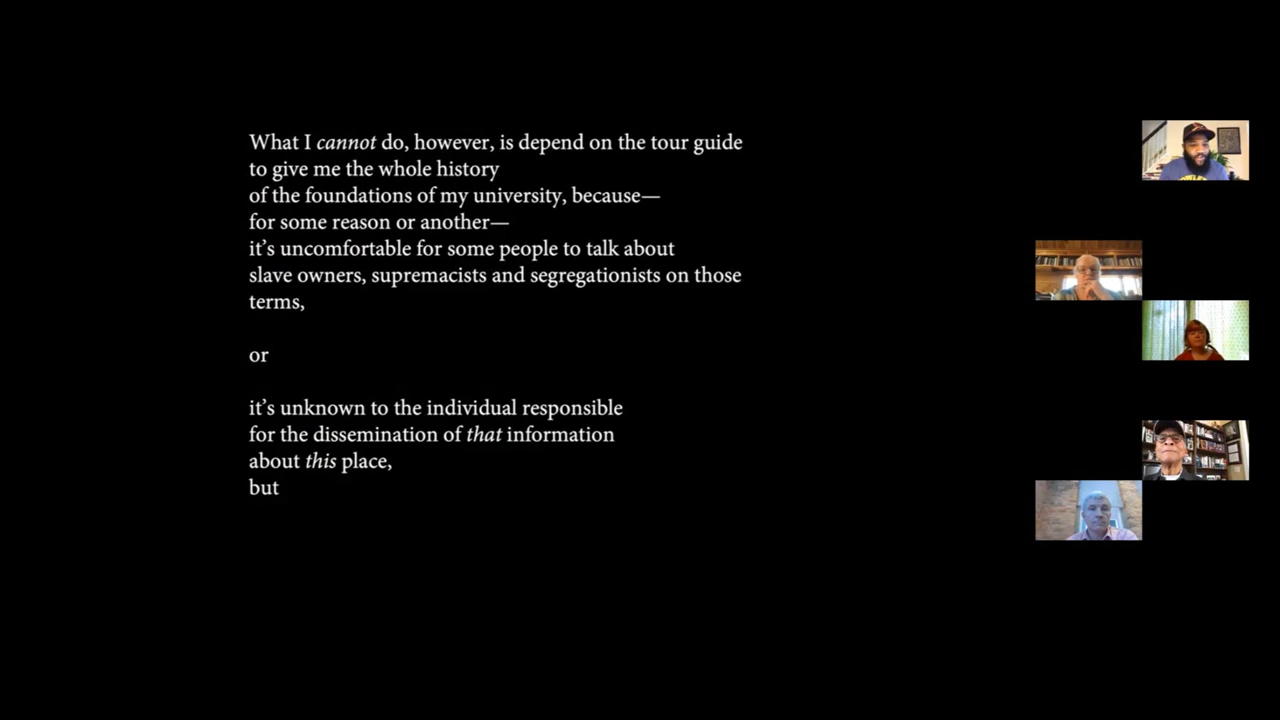 What I cannot do, however, is depend on the tour guide
to give me the whole history
of the foundations of my university, because—
for some reason or another—
it’s uncomfortable for some people to talk about
slave owners, supremacists and segregationists on those
terms,
or
it’s unknown to the individual responsible
for the dissemination of that information
about this place,
but